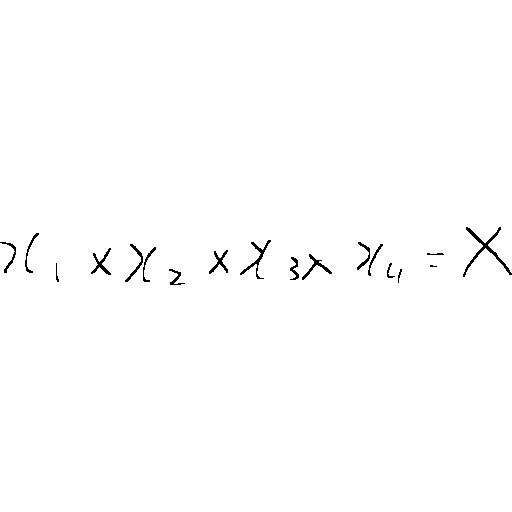 x₁ × x₂ × x₃ × x₄ = X